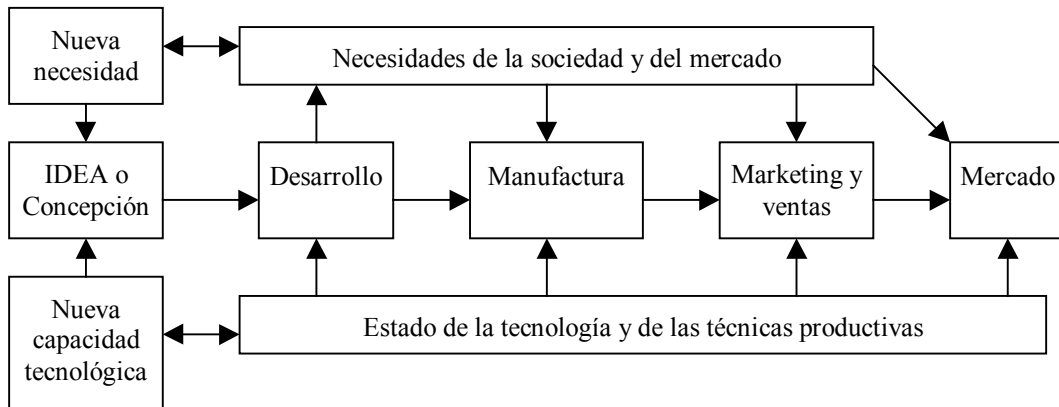 Nueva
necesidad
Necesidades de la sociedad y del mercado
IDEA o
Concepción
Desarrollo
Manufactura
Marketing y
ventas
Mercado
Nueva
capacidad
tecnológica
Estado de la tecnología y de las técnicas productivas